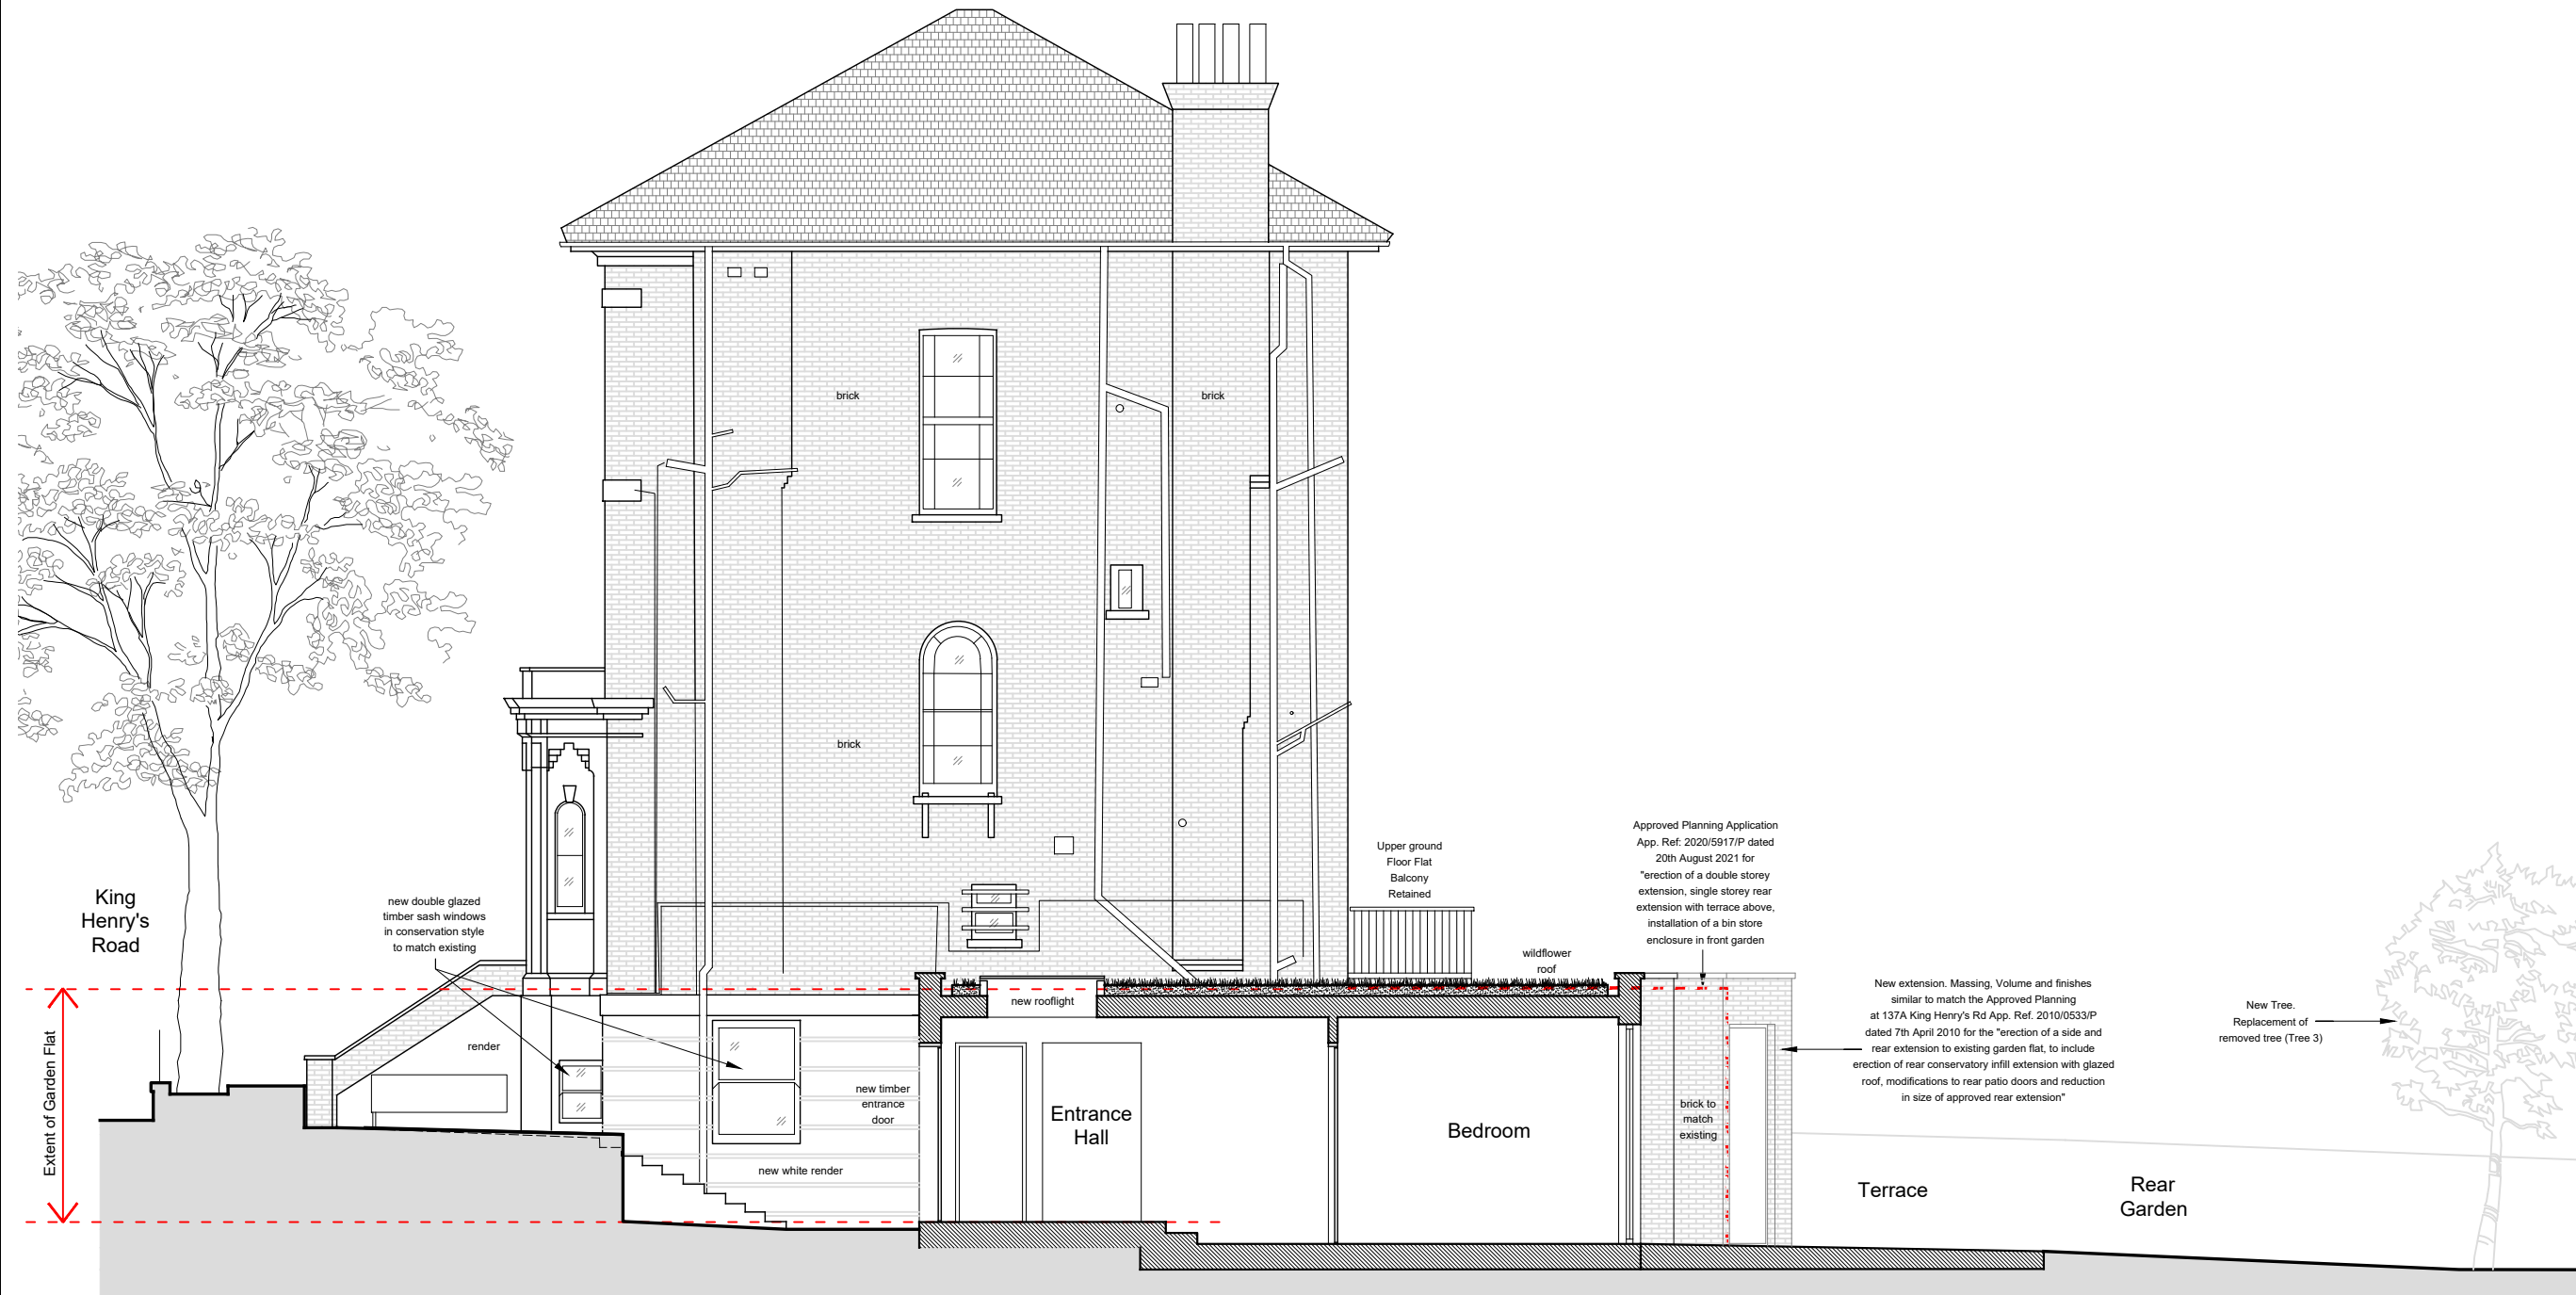 brick
brick
brick
King
Henry's
Road
new double glazed
timber sash windows
in conservation style
to match existing
Upper ground
Floor Flat
Balcony
Retained
Approved Planning Application
App. Ref: 2020/5917/P dated
20th August 2021 for
"erection of a double storey
extension, single storey rear
extension with terrace above,
installation of a bin store
enclosure in front garden
wildflower
roof
New extension. Massing, Volume and finishes
similar to match the Approved Planning
at 137A King Henry's Rd App. Ref. 2010/0533/P
dated 7th April 2010 for the "erection of a side and
rear extension to existing garden flat, to include
erection of rear conservatory infill extension with glazed
roof, modifications to rear patio doors and reduction
in size of approved rear extension"
New Tree.
Replacement of
removed tree (Tree 3)
Extent of Garden Flat
render
new rooflight
new timber
entrance
door
Entrance
Hall
Bedroom
brick to
match
existing
new white render
Terrace
Rear
Garden